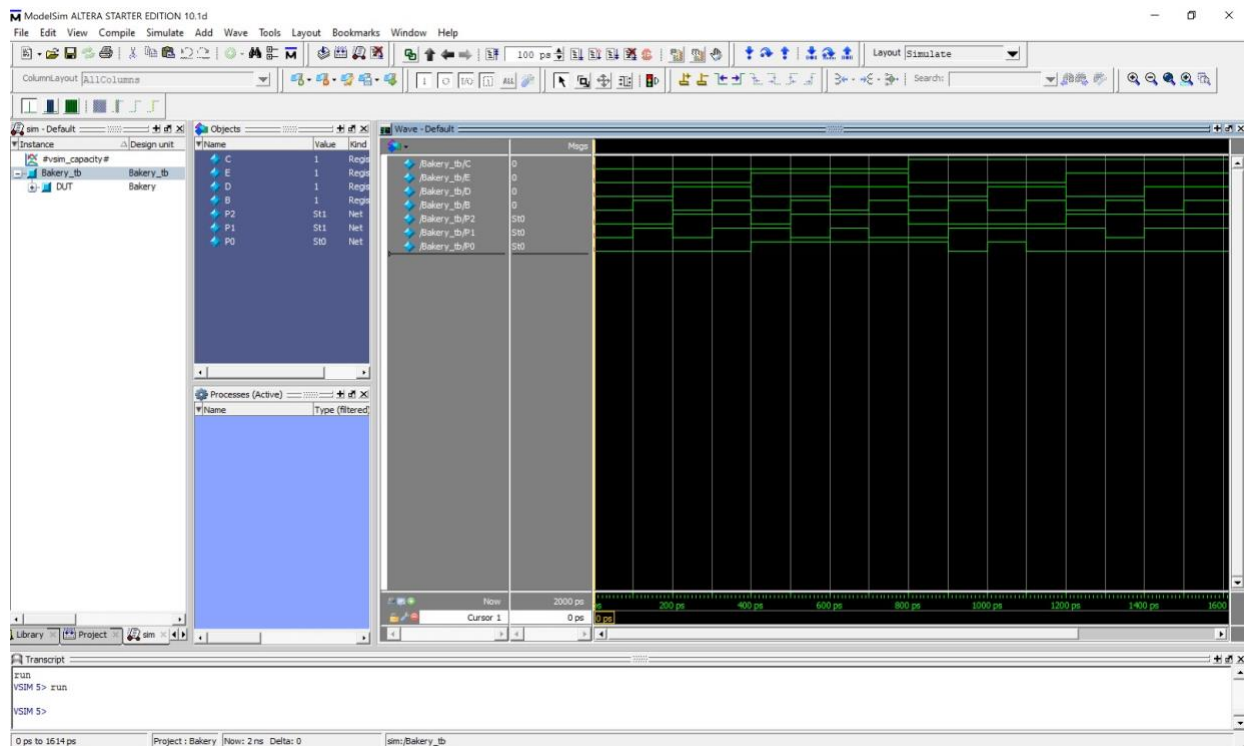 ModelSim ALTERA STARTER EDITION 10.1d
File Edit View Compile Simulate Add Wave Tools Layout Bookmarks Window Help
100 ps
Layout Simulate
ColumnLayout AllColumns
Search:
sim - Default
Instance Design unit
#vsim_capacity#
Bakery_tb Bakery_tb
DUT Bakery
Objects
Name Value Kind
C 1 Regis
E 1 Regis
D 1 Regis
B 1 Regis
P2 St1 Net
P1 St1 Net
P0 St0 Net
Processes (Active)
Name Type (filtered)
Wave - Default
Msgs
/Bakery_tb/C 0
/Bakery_tb/E 0
/Bakery_tb/D 0
/Bakery_tb/B 0
/Bakery_tb/P2 St0
/Bakery_tb/P1 St0
/Bakery_tb/P0 St0
Now 2000 ps
200 ps 400 ps 600 ps 800 ps 1000 ps 1200 ps 1400 ps 1600
Cursor 1 0 ps 0 ps
Library Project sim
Transcript
run
VSIM 5> run
VSIM 5>
0 ps to 1614 ps Project : Bakery Now: 2 ns Delta: 0 sim:/Bakery_tb